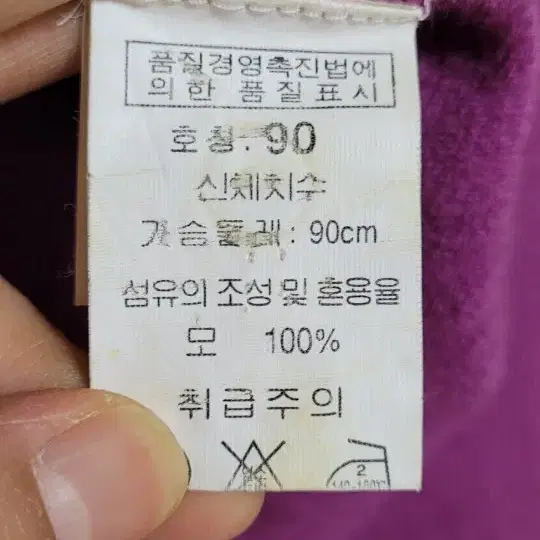 품질경영촉진법에
의한 품질표시
호칭: 90
신체치수
가슴둘레: 90cm
섬유의 조성 및 혼용율
모 100%
취급주의
2